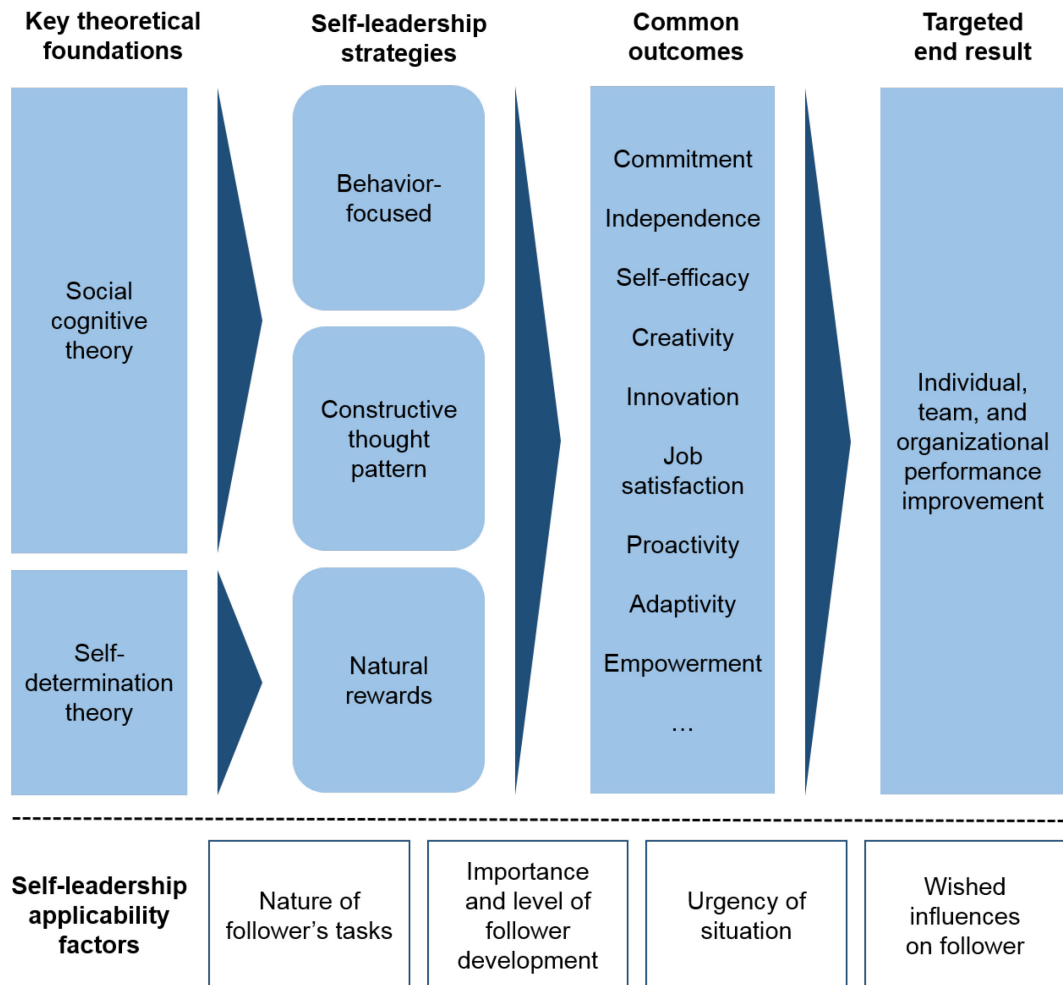 Key theoretical
foundations
Self-leadership
strategies
Common
outcomes
Targeted
end result
Social
cognitive
theory
Self-
determination
theory
Behavior-
focused
Constructive
thought
pattern
Natural
rewards
Commitment
Independence
Self-efficacy
Creativity
Innovation
Job
satisfaction
Proactivity
Adaptivity
Empowerment
…
Individual,
team, and
organizational
performance
improvement
Self-leadership
applicability
factors
Nature of
follower’s tasks
Importance
and level of
follower
development
Urgency of
situation
Wished
influences
on follower